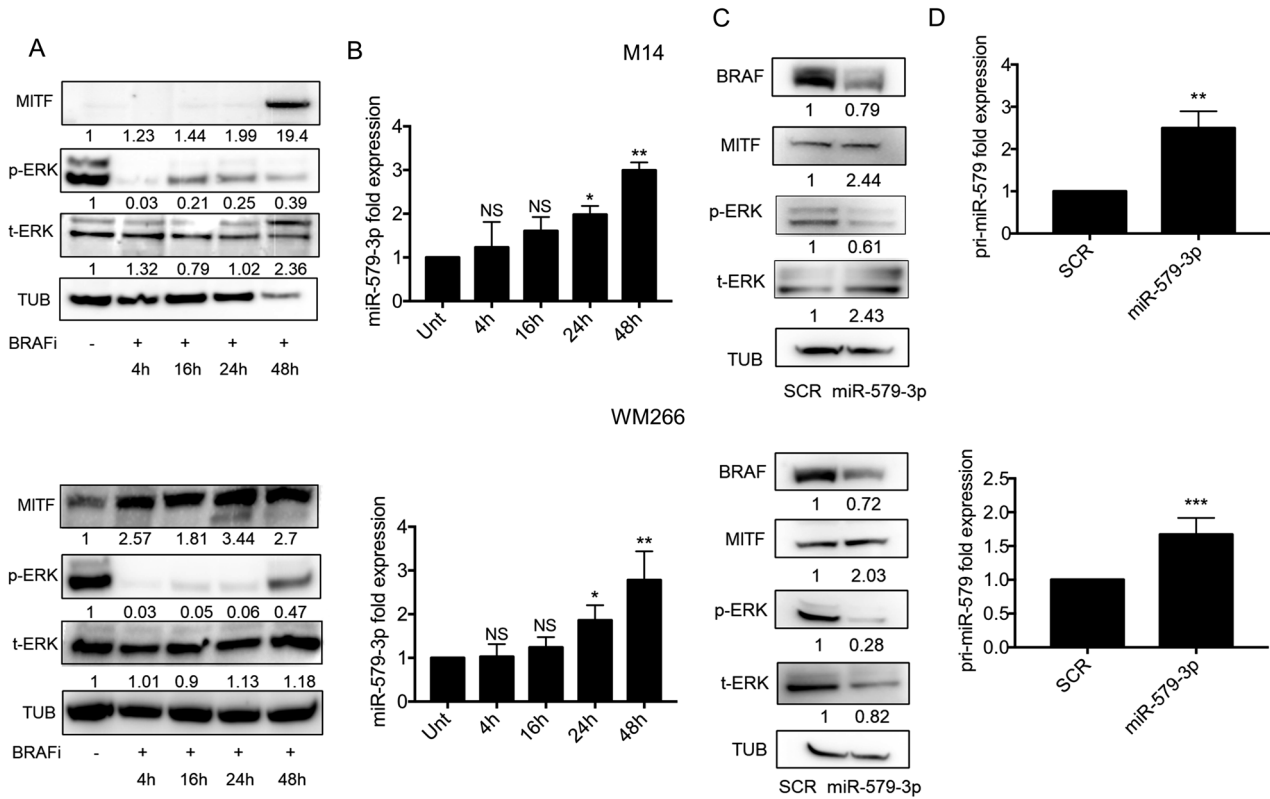 A
MITF
1 1.23 1.44 1.99 19.4
p-ERK
1 0.03 0.21 0.25 0.39
t-ERK
1 1.32 0.79 1.02 2.36
TUB
BRAFi - + + + +
4h 16h 24h 48h
B
M14
miR-579-3p fold expression
4
3
2
1
0
NS NS * **
Unt 4h 16h 24h 48h
C
BRAF
1 0.79
MITF
1 2.44
p-ERK
1 0.61
t-ERK
1 2.43
TUB
SCR miR-579-3p
D
pri-miR-579 fold expression
4
3
2
1
0
**
SCR miR-579-3p
WM266
MITF
1 2.57 1.81 3.44 2.7
p-ERK
1 0.03 0.05 0.06 0.47
t-ERK
1 1.01 0.9 1.13 1.18
TUB
BRAFi - + + + +
4h 16h 24h 48h
miR-579-3p fold expression
4
3
2
1
0
NS NS * **
Unt 4h 16h 24h 48h
BRAF
1 0.72
MITF
1 2.03
p-ERK
1 0.28
t-ERK
1 0.82
TUB
SCR miR-579-3p
pri-miR-579 fold expression
2.5
2.0
1.5
1.0
0.5
0.0
***
SCR miR-579-3p